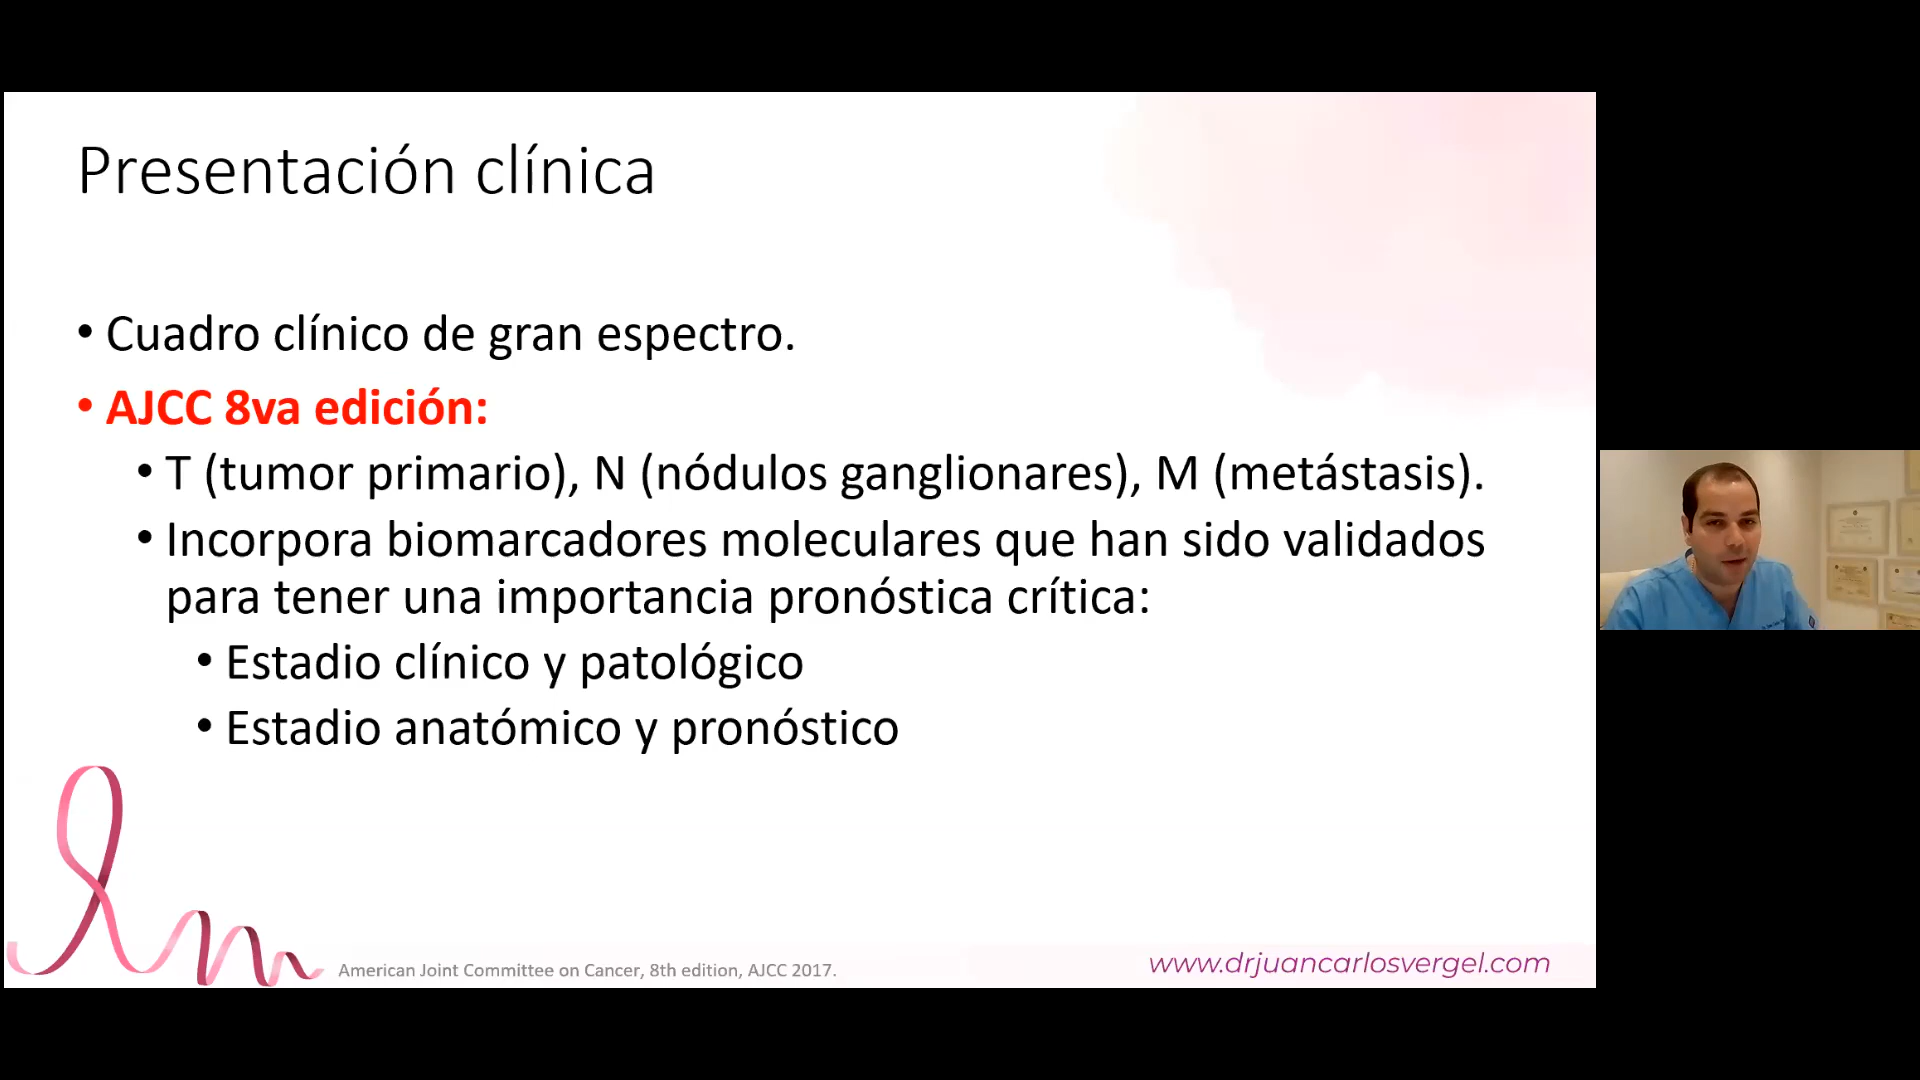 Presentación clínica
• Cuadro clínico de gran espectro.
• AJCC 8va edición:
• T (tumor primario), N (nódulos ganglionares), M (metástasis).
• Incorpora biomarcadores moleculares que han sido validados
para tener una importancia pronóstica crítica:
• Estadio clínico y patológico
• Estadio anatómico y pronóstico
American Joint Committee on Cancer, 8th edition, AJCC 2017.
www.drjuancarlosvergel.com